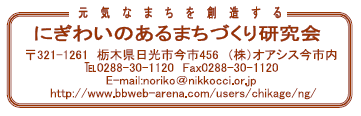 元気なまちを創造する
にぎわいのあるまちづくり研究会
〒321-1261 栃木県日光市今市456 (株)オアシス今市内
℡0288-30-1120 Fax0288-30-1120
E-mail:noriko@nikkocci.or.jp
http://www.bbweb-arena.com/users/chikage/ng/